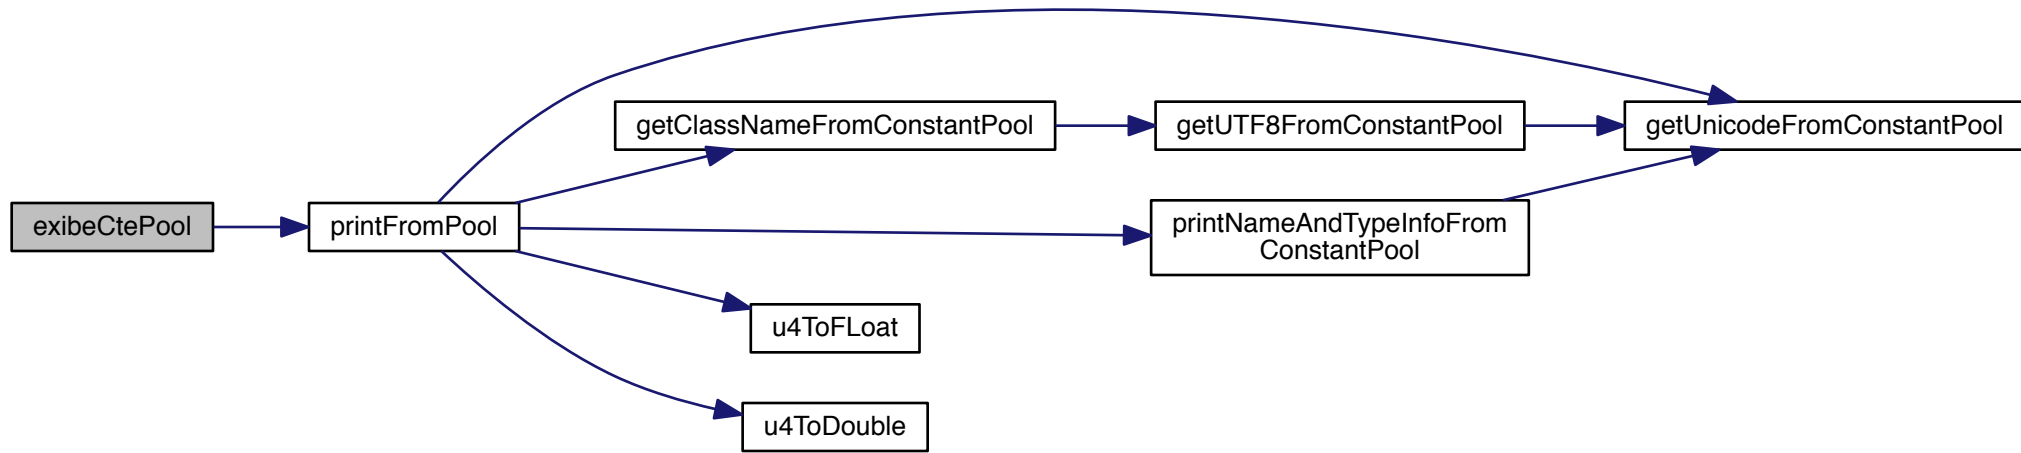 getClassNameFromConstantPool
getUTF8FromConstantPool
getUnicodeFromConstantPool
exibeCtePool
printFromPool
printNameAndTypeInfoFrom
ConstantPool
u4ToFLoat
u4ToDouble